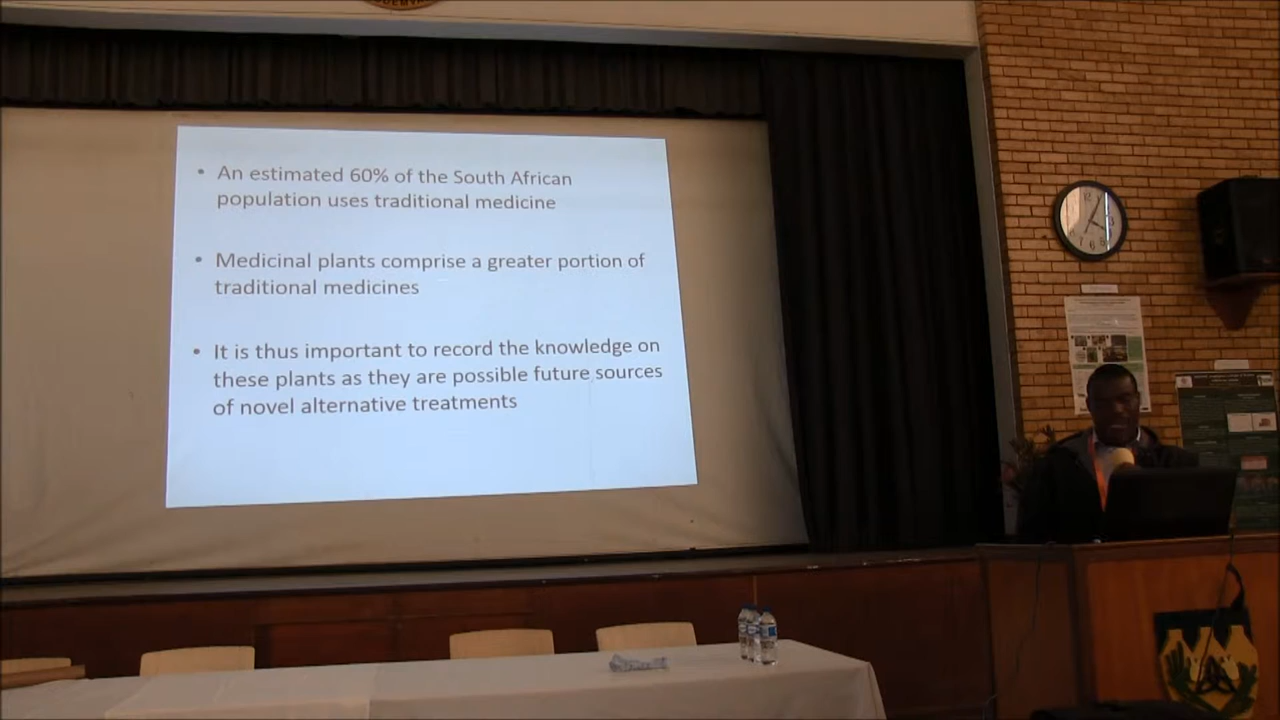 • An estimated 60% of the South African
population uses traditional medicine
• Medicinal plants comprise a greater portion of
traditional medicines
• It is thus important to record the knowledge on
these plants as they are possible future sources
of novel alternative treatments